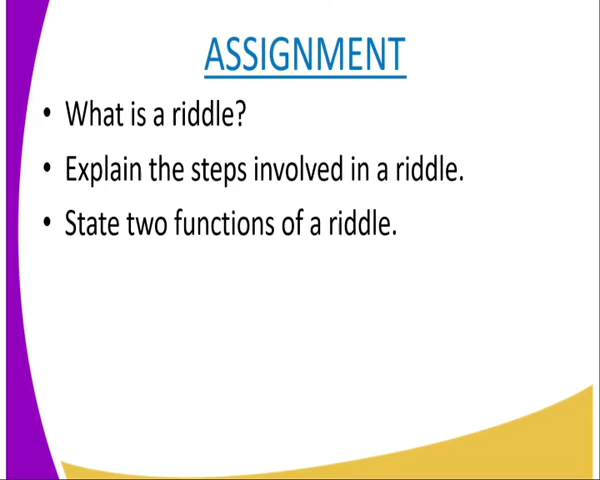 ASSIGNMENT
• What is a riddle?
• Explain the steps involved in a riddle.
• State two functions of a riddle.